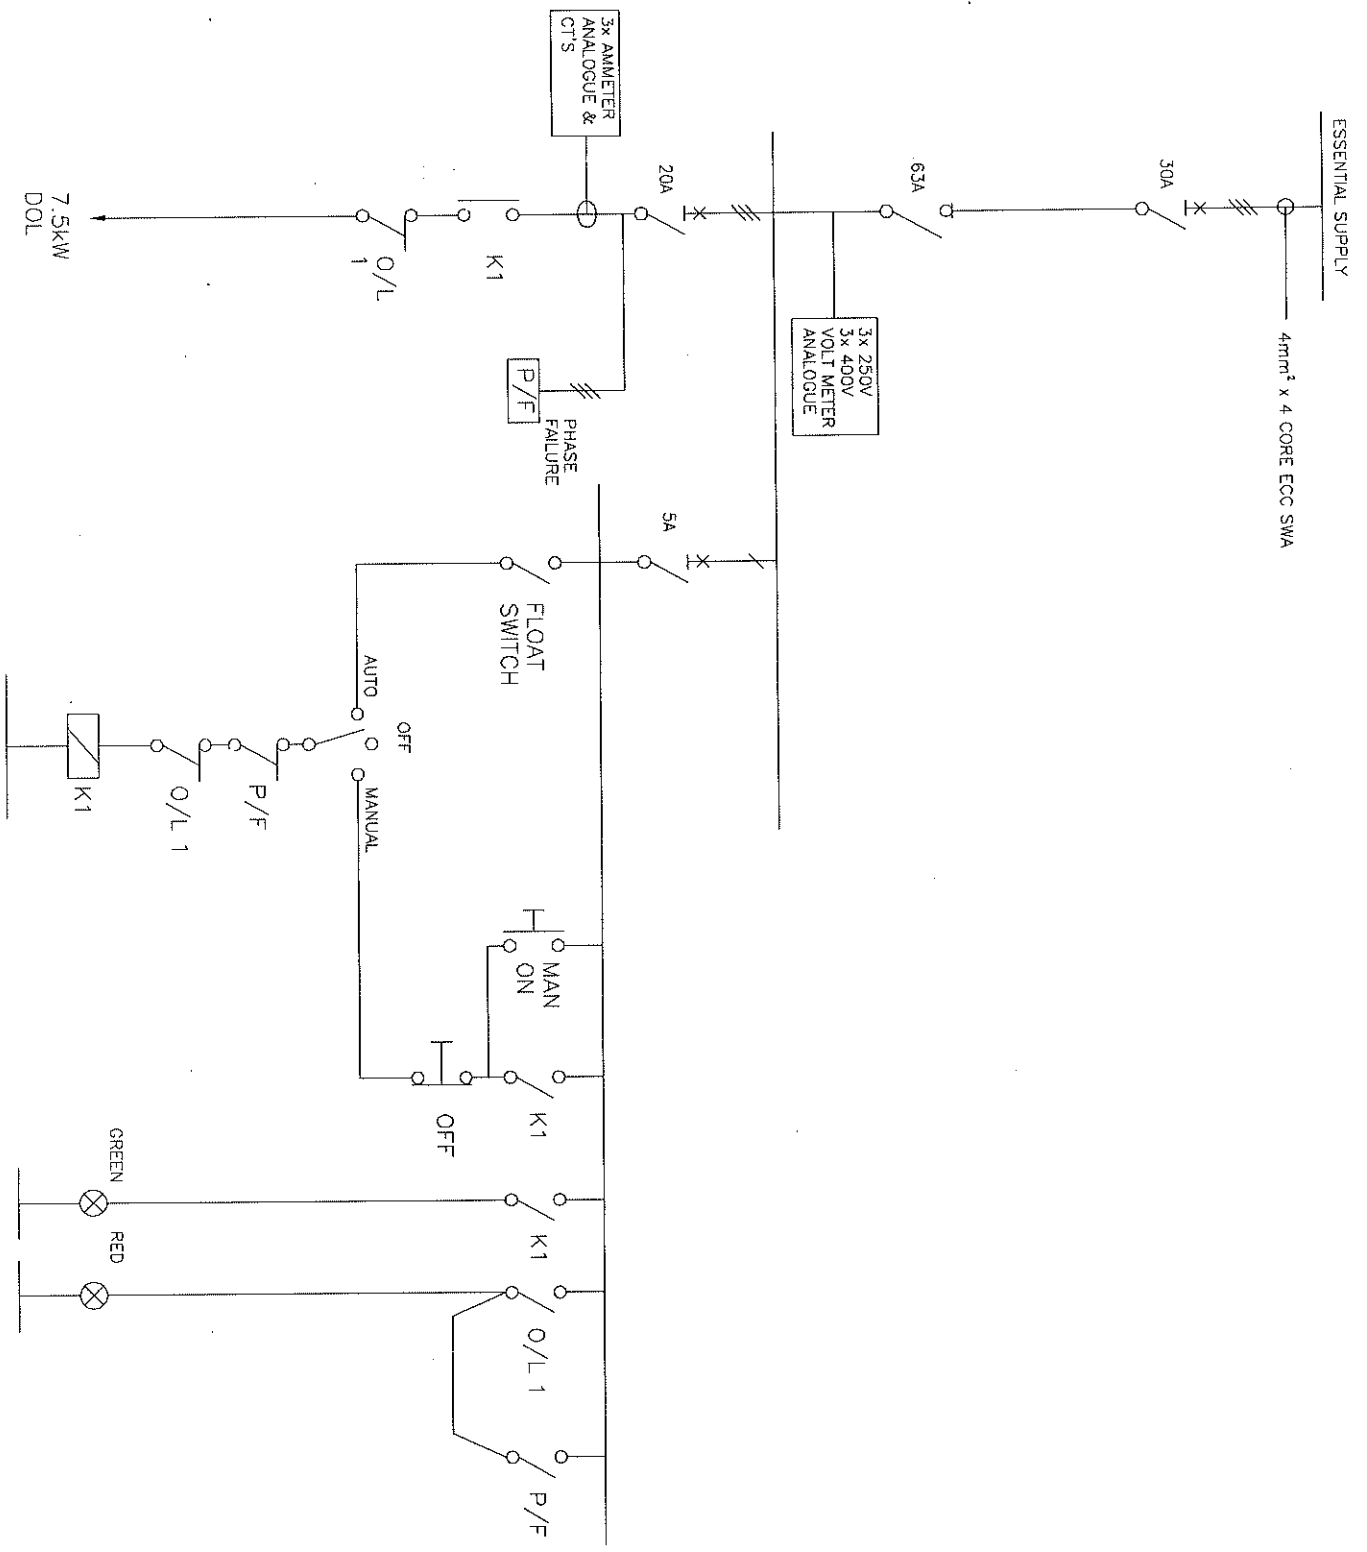 ESSENTIAL SUPPLY
4mm² x 4 CORE ECC SWA
30A
63A
3x 250V
3x 400V
VOLT METER
ANALOGUE
20A
3x AMMETER
ANALOGUE &
CT'S
P/F
PHASE
FAILURE
K1
O/L
1
7.5kW
DOL
5A
FLOAT
SWITCH
AUTO
OFF
MANUAL
P/F
O/L 1
K1
MAN
ON
K1
OFF
K1
GREEN
O/L 1
RED
P/F